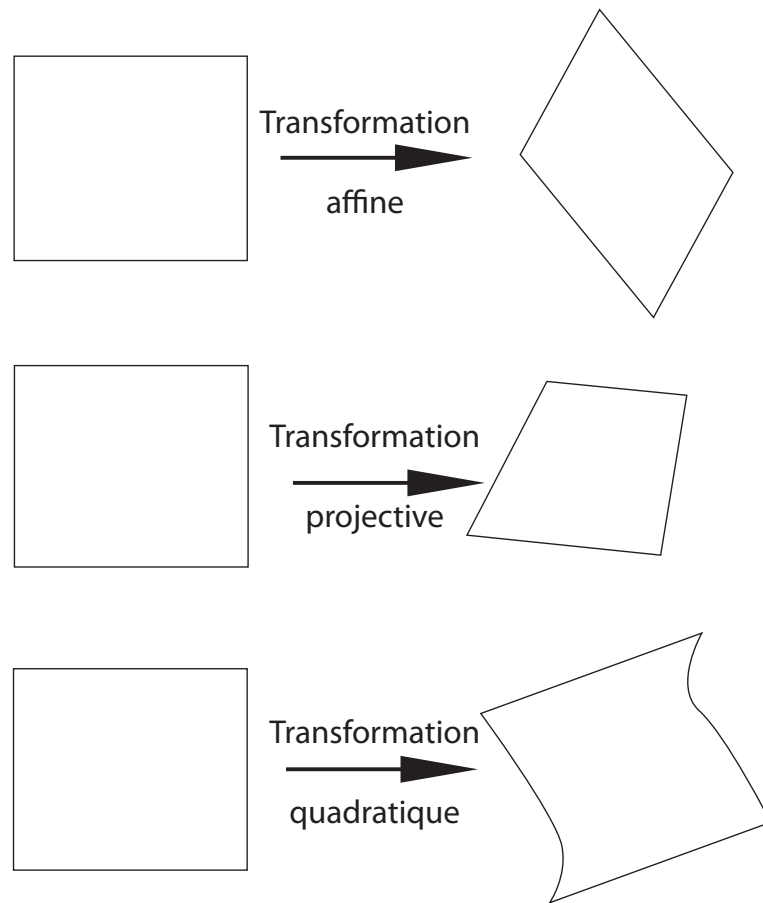 Transformation
affine
Transformation
projective
Transformation
quadratique